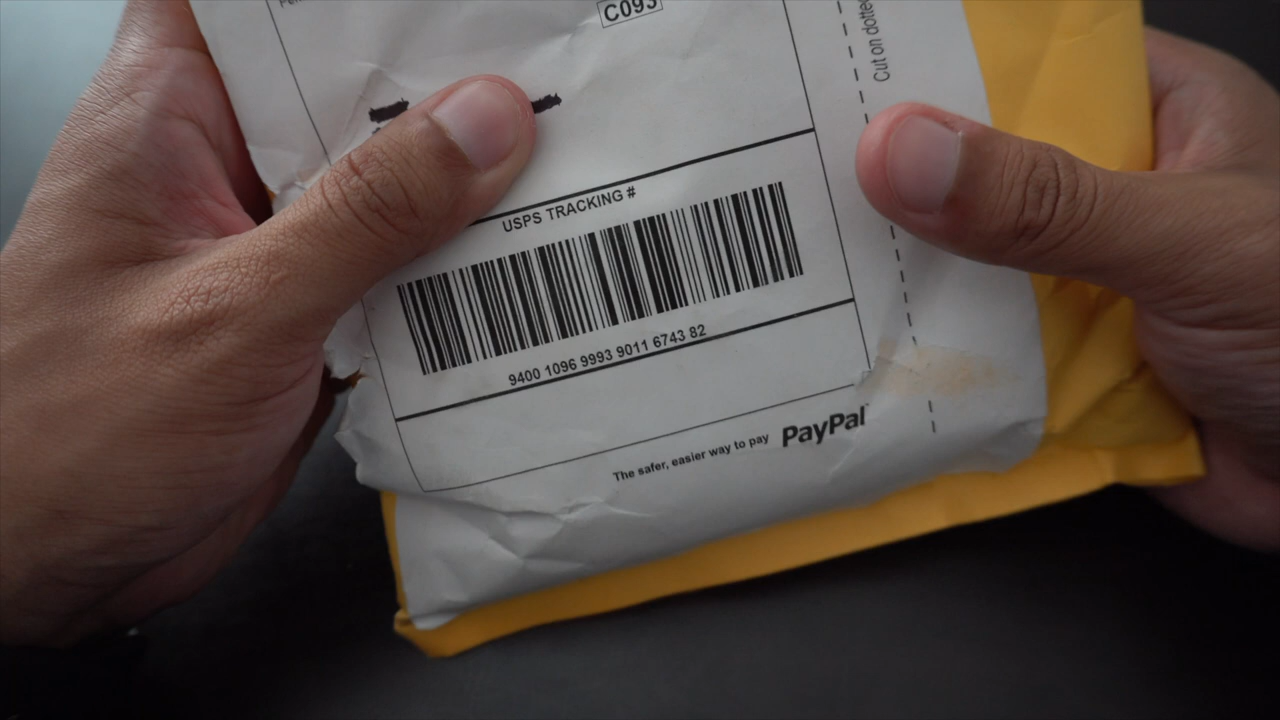 C093
Cut on dotted
USPS TRACKING #
9400 1096 9993 9011 6743 82
The safer, easier way to pay PayPal